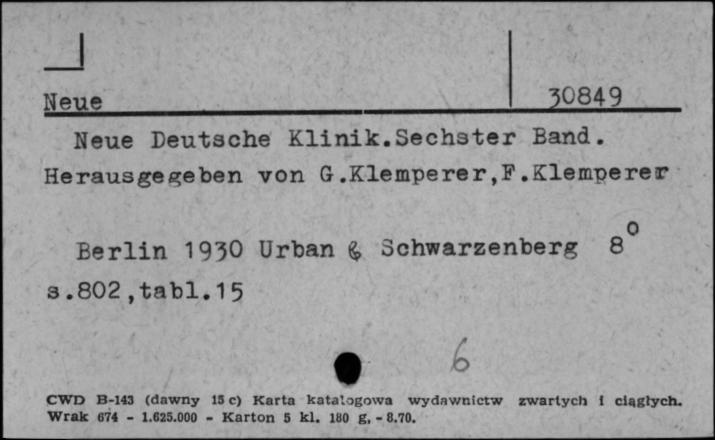 Neue 30849
Neue Deutsche Klinik.Sechster Band.
Herausgegeben von G.Klemperer,F.Klemperer
Berlin 1930 Urban & Schwarzenberg 8⁰
s.802,tabl.15
6
CWD B-143 (dawny 15 c) Karta katalogowa wydawnictw zwartych i ciągłych.
Wrak 674 - 1.625.000 - Karton 5 kl. 180 g, - 8.70.